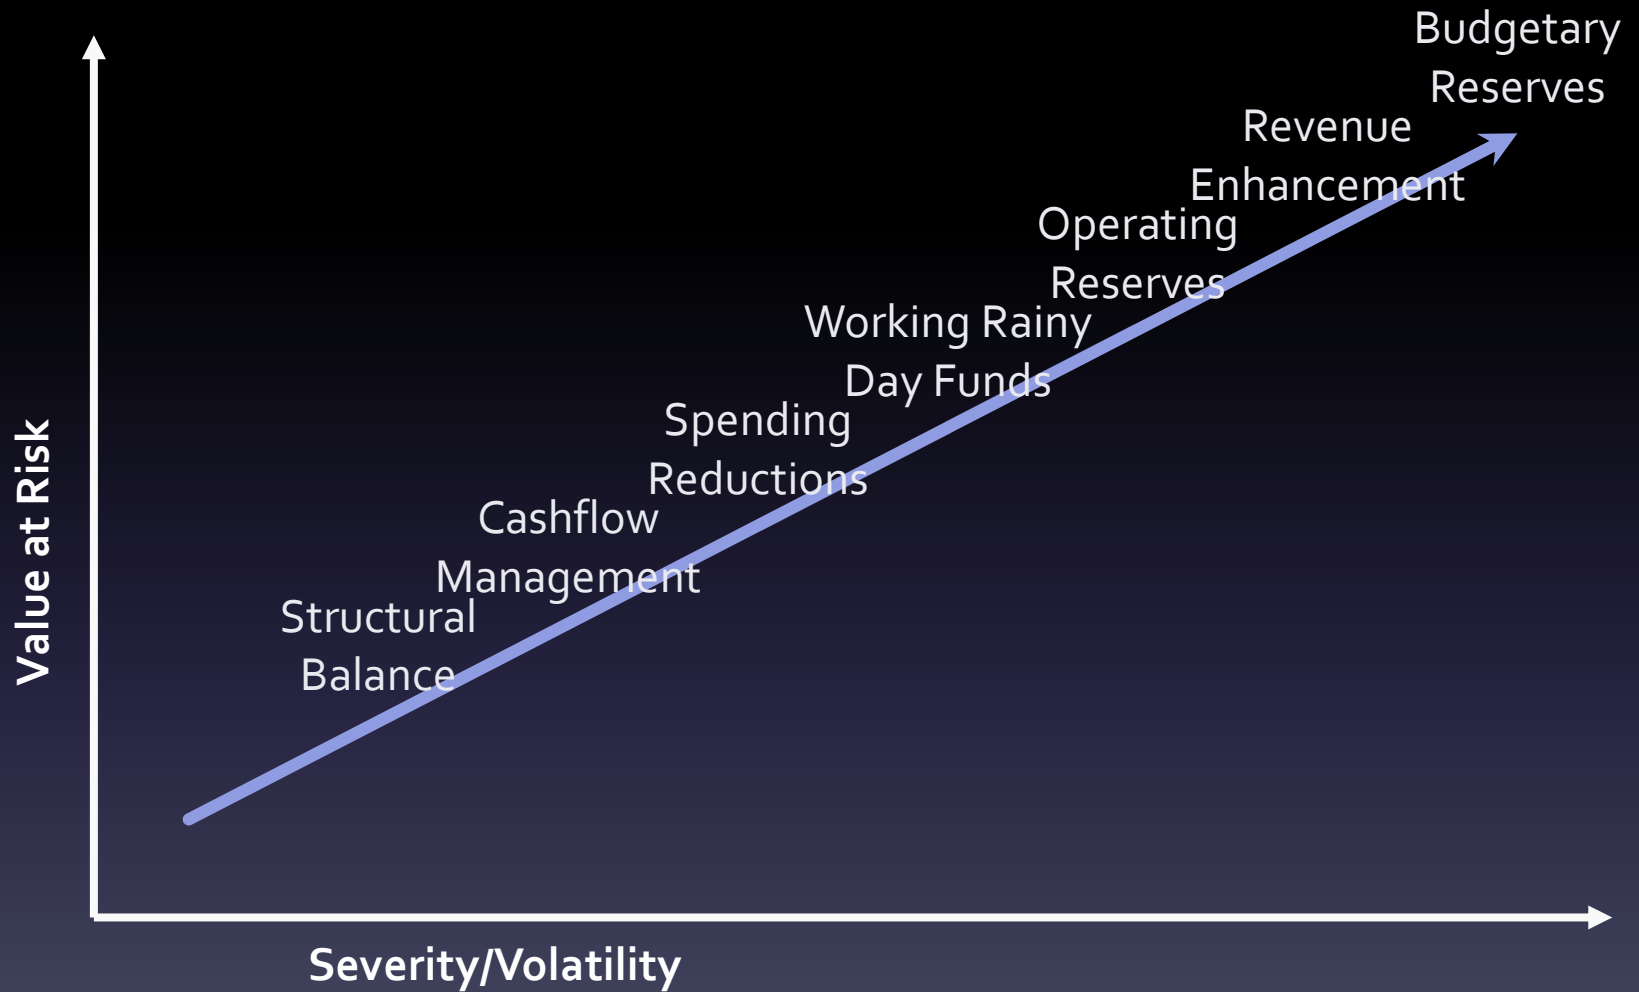 Budgetary
Reserves
Revenue
Enhancement
Operating
Reserves
Working Rainy
Day Funds
Spending
Reductions
Cashflow
Management
Structural
Balance
Value at Risk
Severity/Volatility